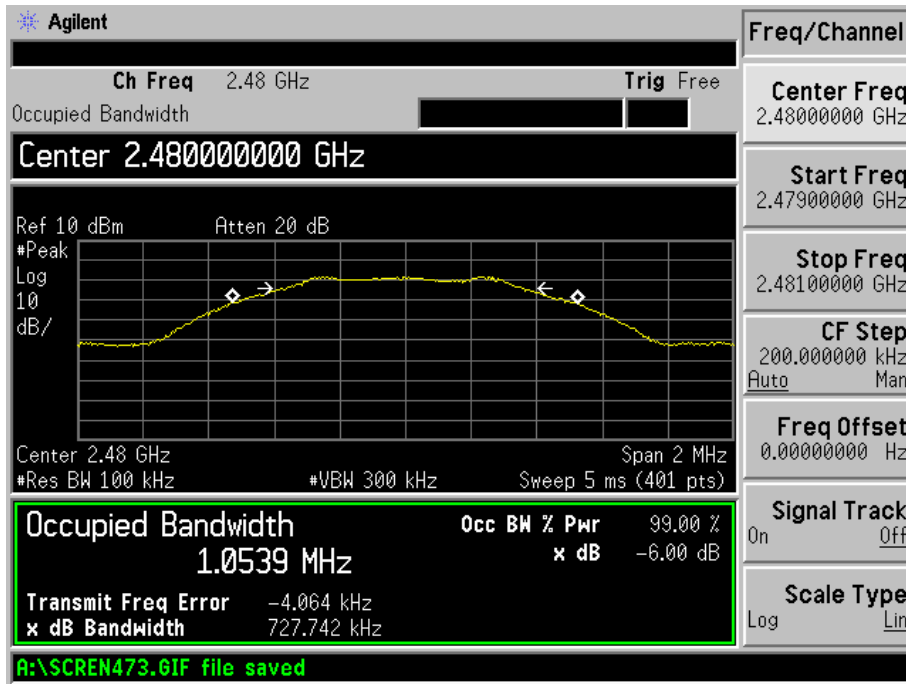 Agilent
Freq/Channel
Ch Freq 2.48 GHz Trig Free
Occupied Bandwidth
Center 2.480000000 GHz
Ref 10 dBm Atten 20 dB
#Peak
Log
10
dB/
Center 2.48 GHz Span 2 MHz
#Res BW 100 kHz #VBW 300 kHz Sweep 5 ms (401 pts)
Occupied Bandwidth Occ BW % Pwr 99.00 %
1.0539 MHz x dB -6.00 dB
Transmit Freq Error -4.064 kHz
x dB Bandwidth 727.742 kHz
A:\SCREN473.GIF file saved
Center Freq
2.48000000 GHz
Start Freq
2.47900000 GHz
Stop Freq
2.48100000 GHz
CF Step
200.000000 kHz
Auto Man
Freq Offset
0.00000000 Hz
Signal Track
On Off
Scale Type
Log Lin